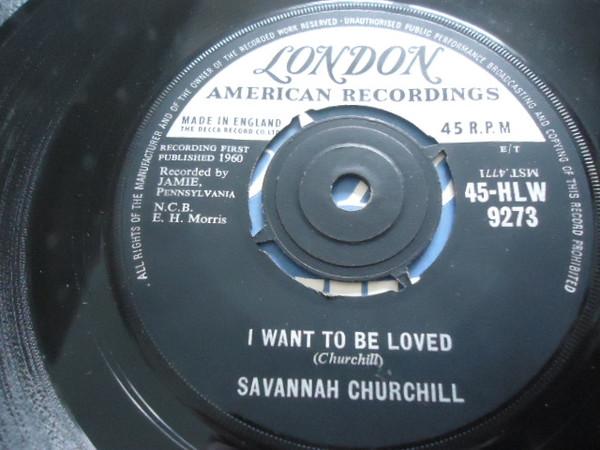 ALL RIGHTS OF THE MANUFACTURER AND OF THE OWNER OF THE RECORDED WORK RESERVED · UNAUTHORISED PUBLIC PERFORMANCE, BROADCASTING AND COPYING OF THIS RECORD PROHIBITED
LONDON
AMERICAN RECORDINGS
MADE IN ENGLAND
THE DECCA RECORD CO. LTD
45 R.P.M
RECORDING FIRST
PUBLISHED 1960
Recorded by
JAMIE,
PENNSYLVANIA
N.C.B.
E. H. Morris
E/T
MST.4771
45-HLW
9273
I WANT TO BE LOVED
(Churchill)
SAVANNAH CHURCHILL